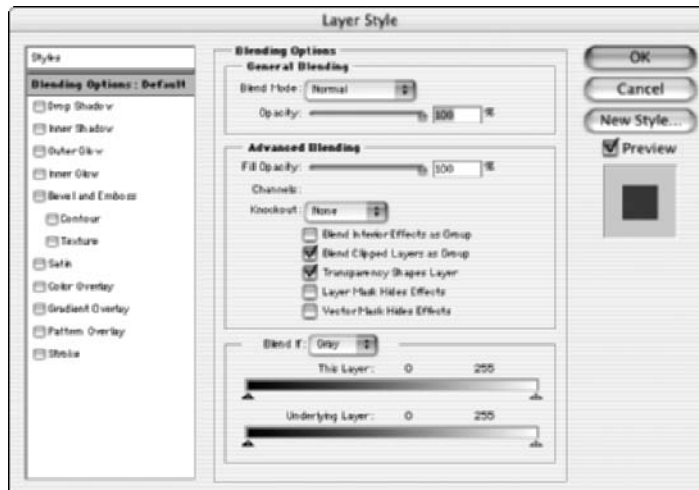 Layer Style
Styles
Blending Options: Default
Drop Shadow
Inner Shadow
Outer Glow
Inner Glow
Bevel and Emboss
Contour
Texture
Satin
Color Overlay
Gradient Overlay
Pattern Overlay
Stroke
Blending Options
General Blending
Blend Mode: Normal
Opacity: 100 %
Advanced Blending
Fill Opacity: 100 %
Channels:
Knockout: None
Blend Interior Effects as Group
Blend Clipped Layers as Group
Transparency Shapes Layer
Layer Mask Hides Effects
Vector Mask Hides Effects
Blend If: Gray
This Layer: 0 255
Underlying Layer: 0 255
OK
Cancel
New Style...
Preview